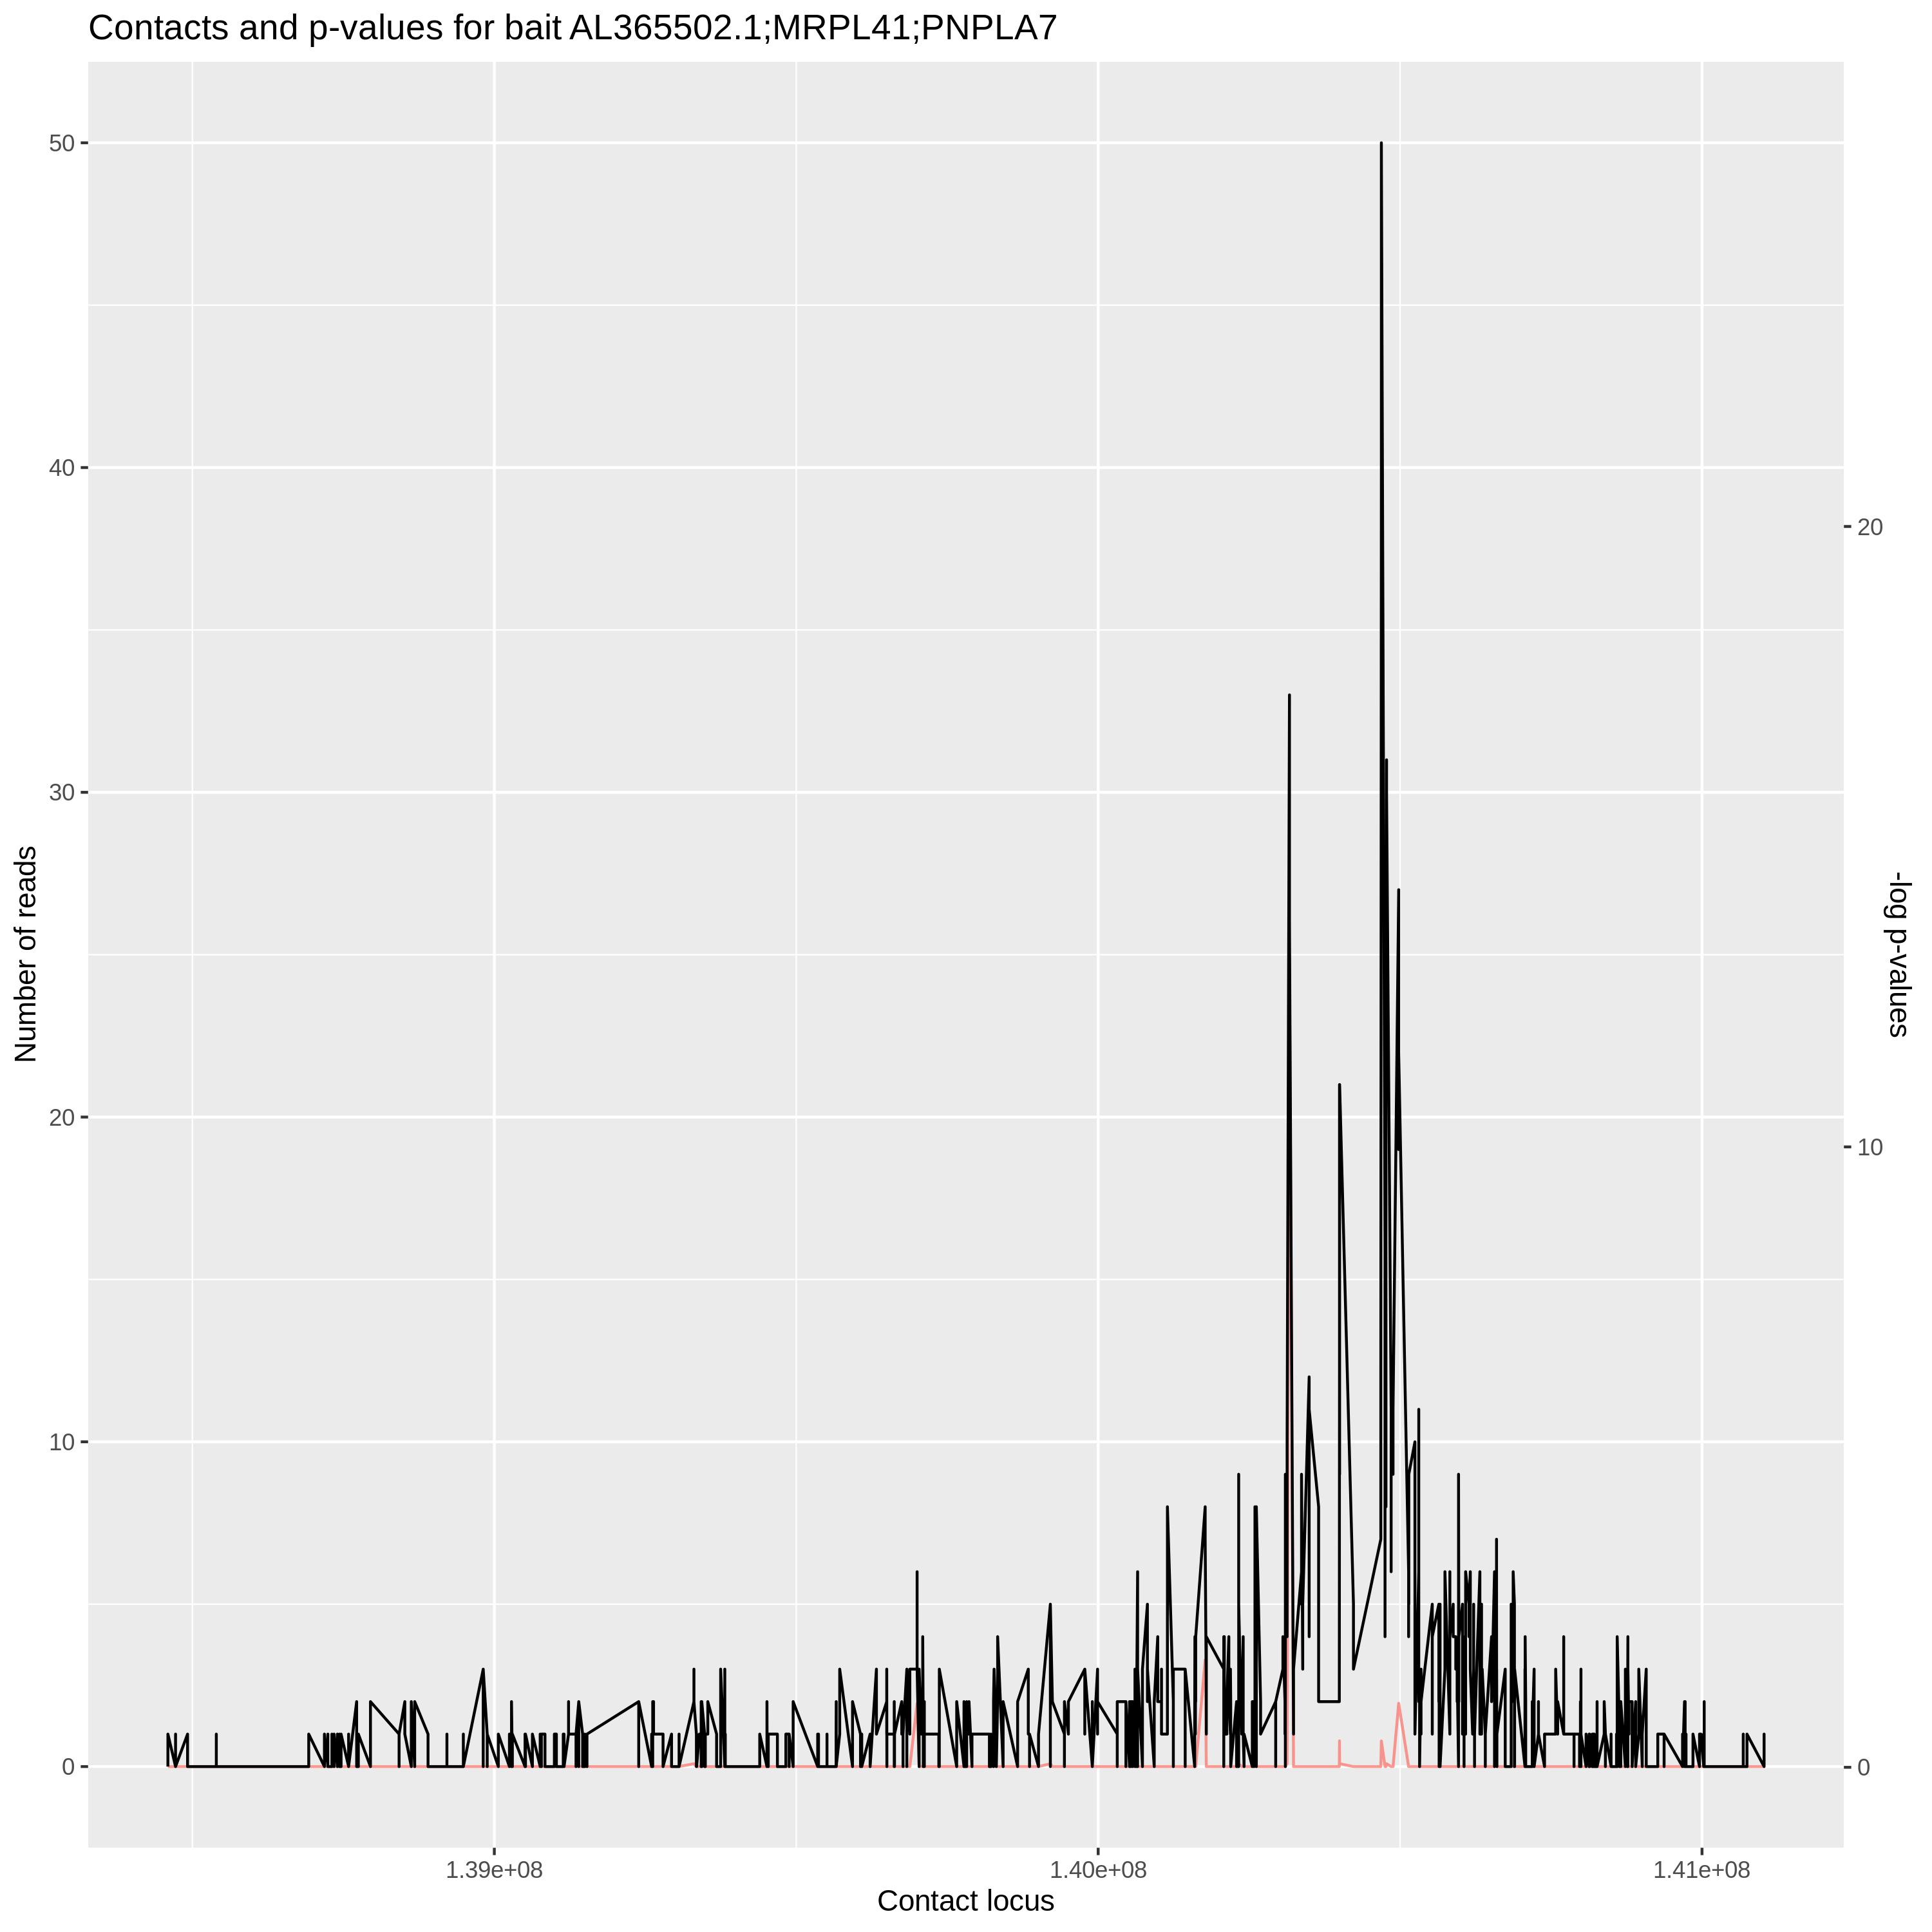 Contacts and p-values for bait AL365502.1;MRPL41;PNPLA7
50
40
30
20
10
0
Number of reads
20
10
0
-log p-values
1.39e+08
1.40e+08
1.41e+08
Contact locus